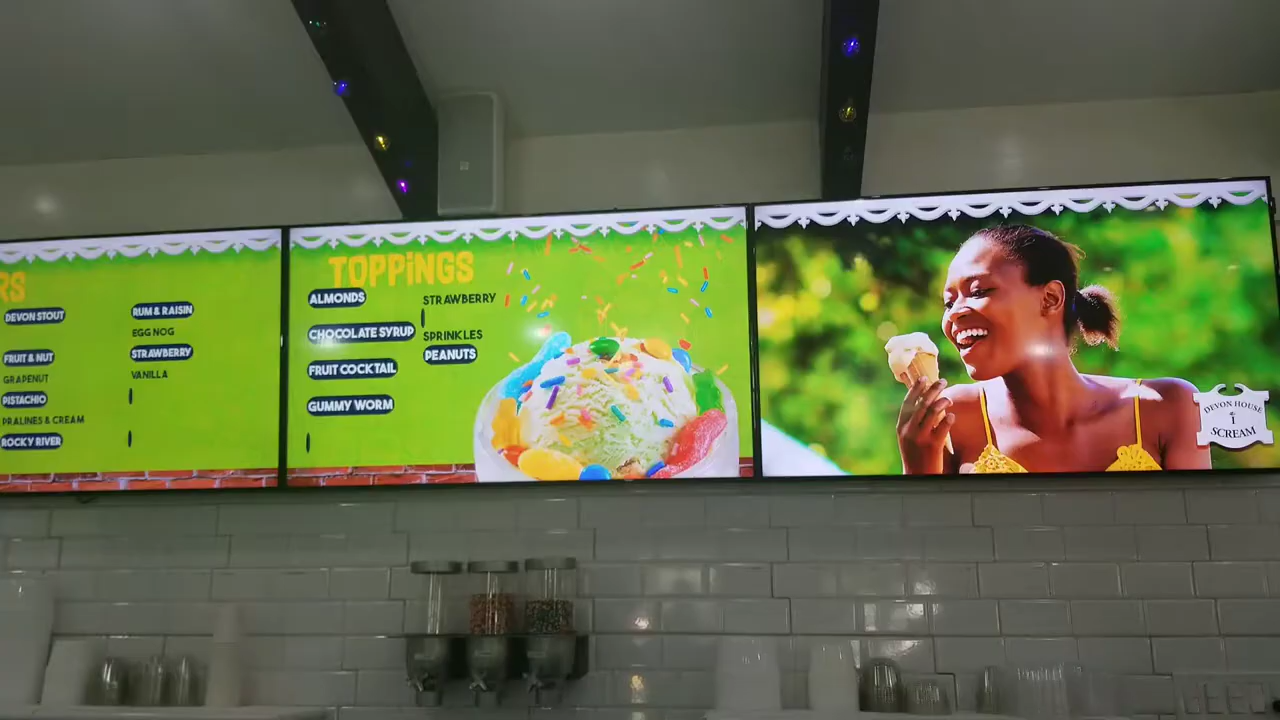 RS
DEVON STOUT
FRUIT & NUT
GRAPENUT
PISTACHIO
PRALINES & CREAM
ROCKY RIVER
RUM & RAISIN
EGG NOG
STRAWBERRY
VANILLA
TOPPiNGS
ALMONDS
CHOCOLATE SYRUP
FRUIT COCKTAIL
GUMMY WORM
STRAWBERRY
SPRINKLES
PEANUTS
DEVON HOUSE
I
SCREAM